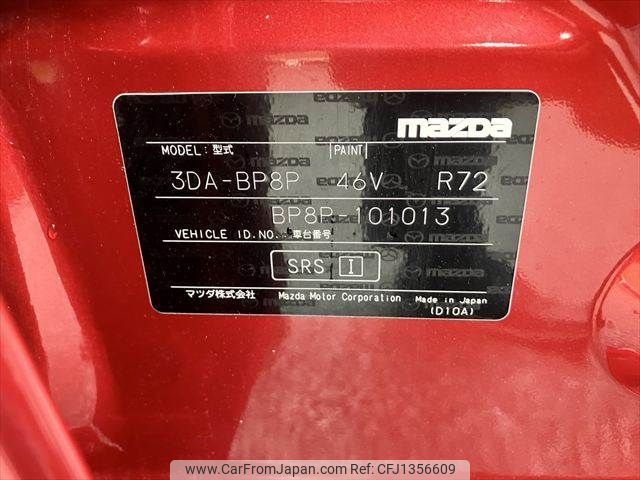 mazda
MODEL: 型式 PAINT
3DA-BP8P 46V R72
BP8P-101013
VEHICLE ID.NO. 車台番号
SRS I
マツダ株式会社 Mazda Motor Corporation Made in Japan
(D10A)
www.CarFromJapan.com ID: CFJ1356609